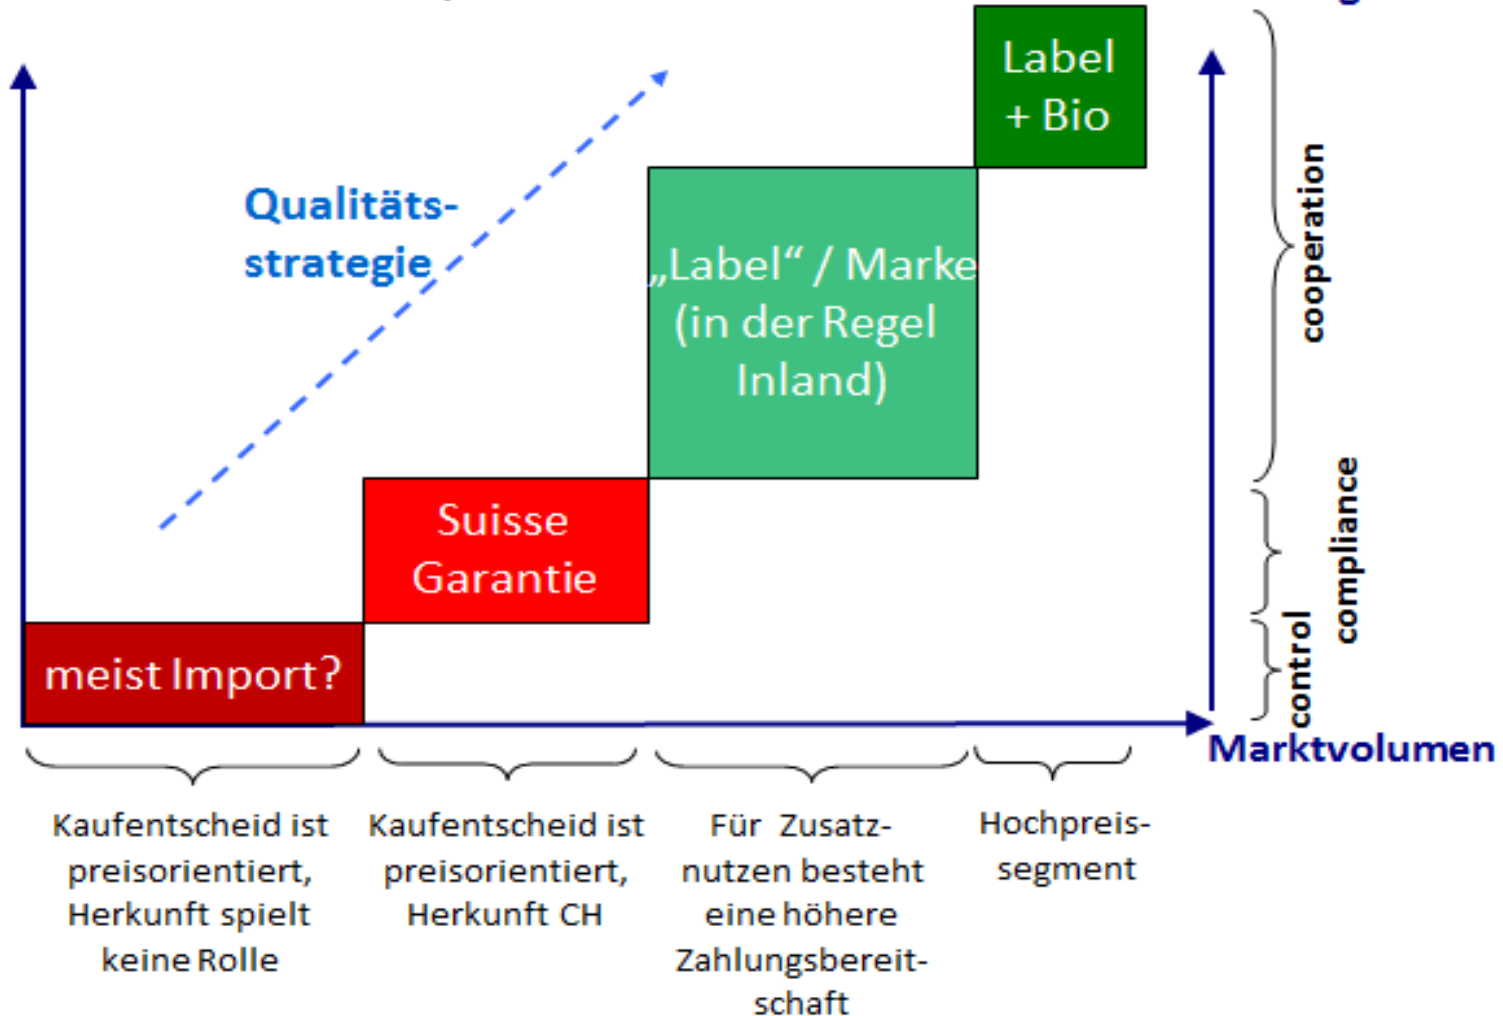 Label
+ Bio
Qualitäts-
strategie
„Label“ / Marke
(in der Regel
Inland)
cooperation
Suisse
Garantie
compliance
meist Import?
control
Marktvolumen
Kaufentscheid ist
preisorientiert,
Herkunft spielt
keine Rolle
Kaufentscheid ist
preisorientiert,
Herkunft CH
Für Zusatz-
nutzen besteht
eine höhere
Zahlungsbereit-
schaft
Hochpreis-
segment